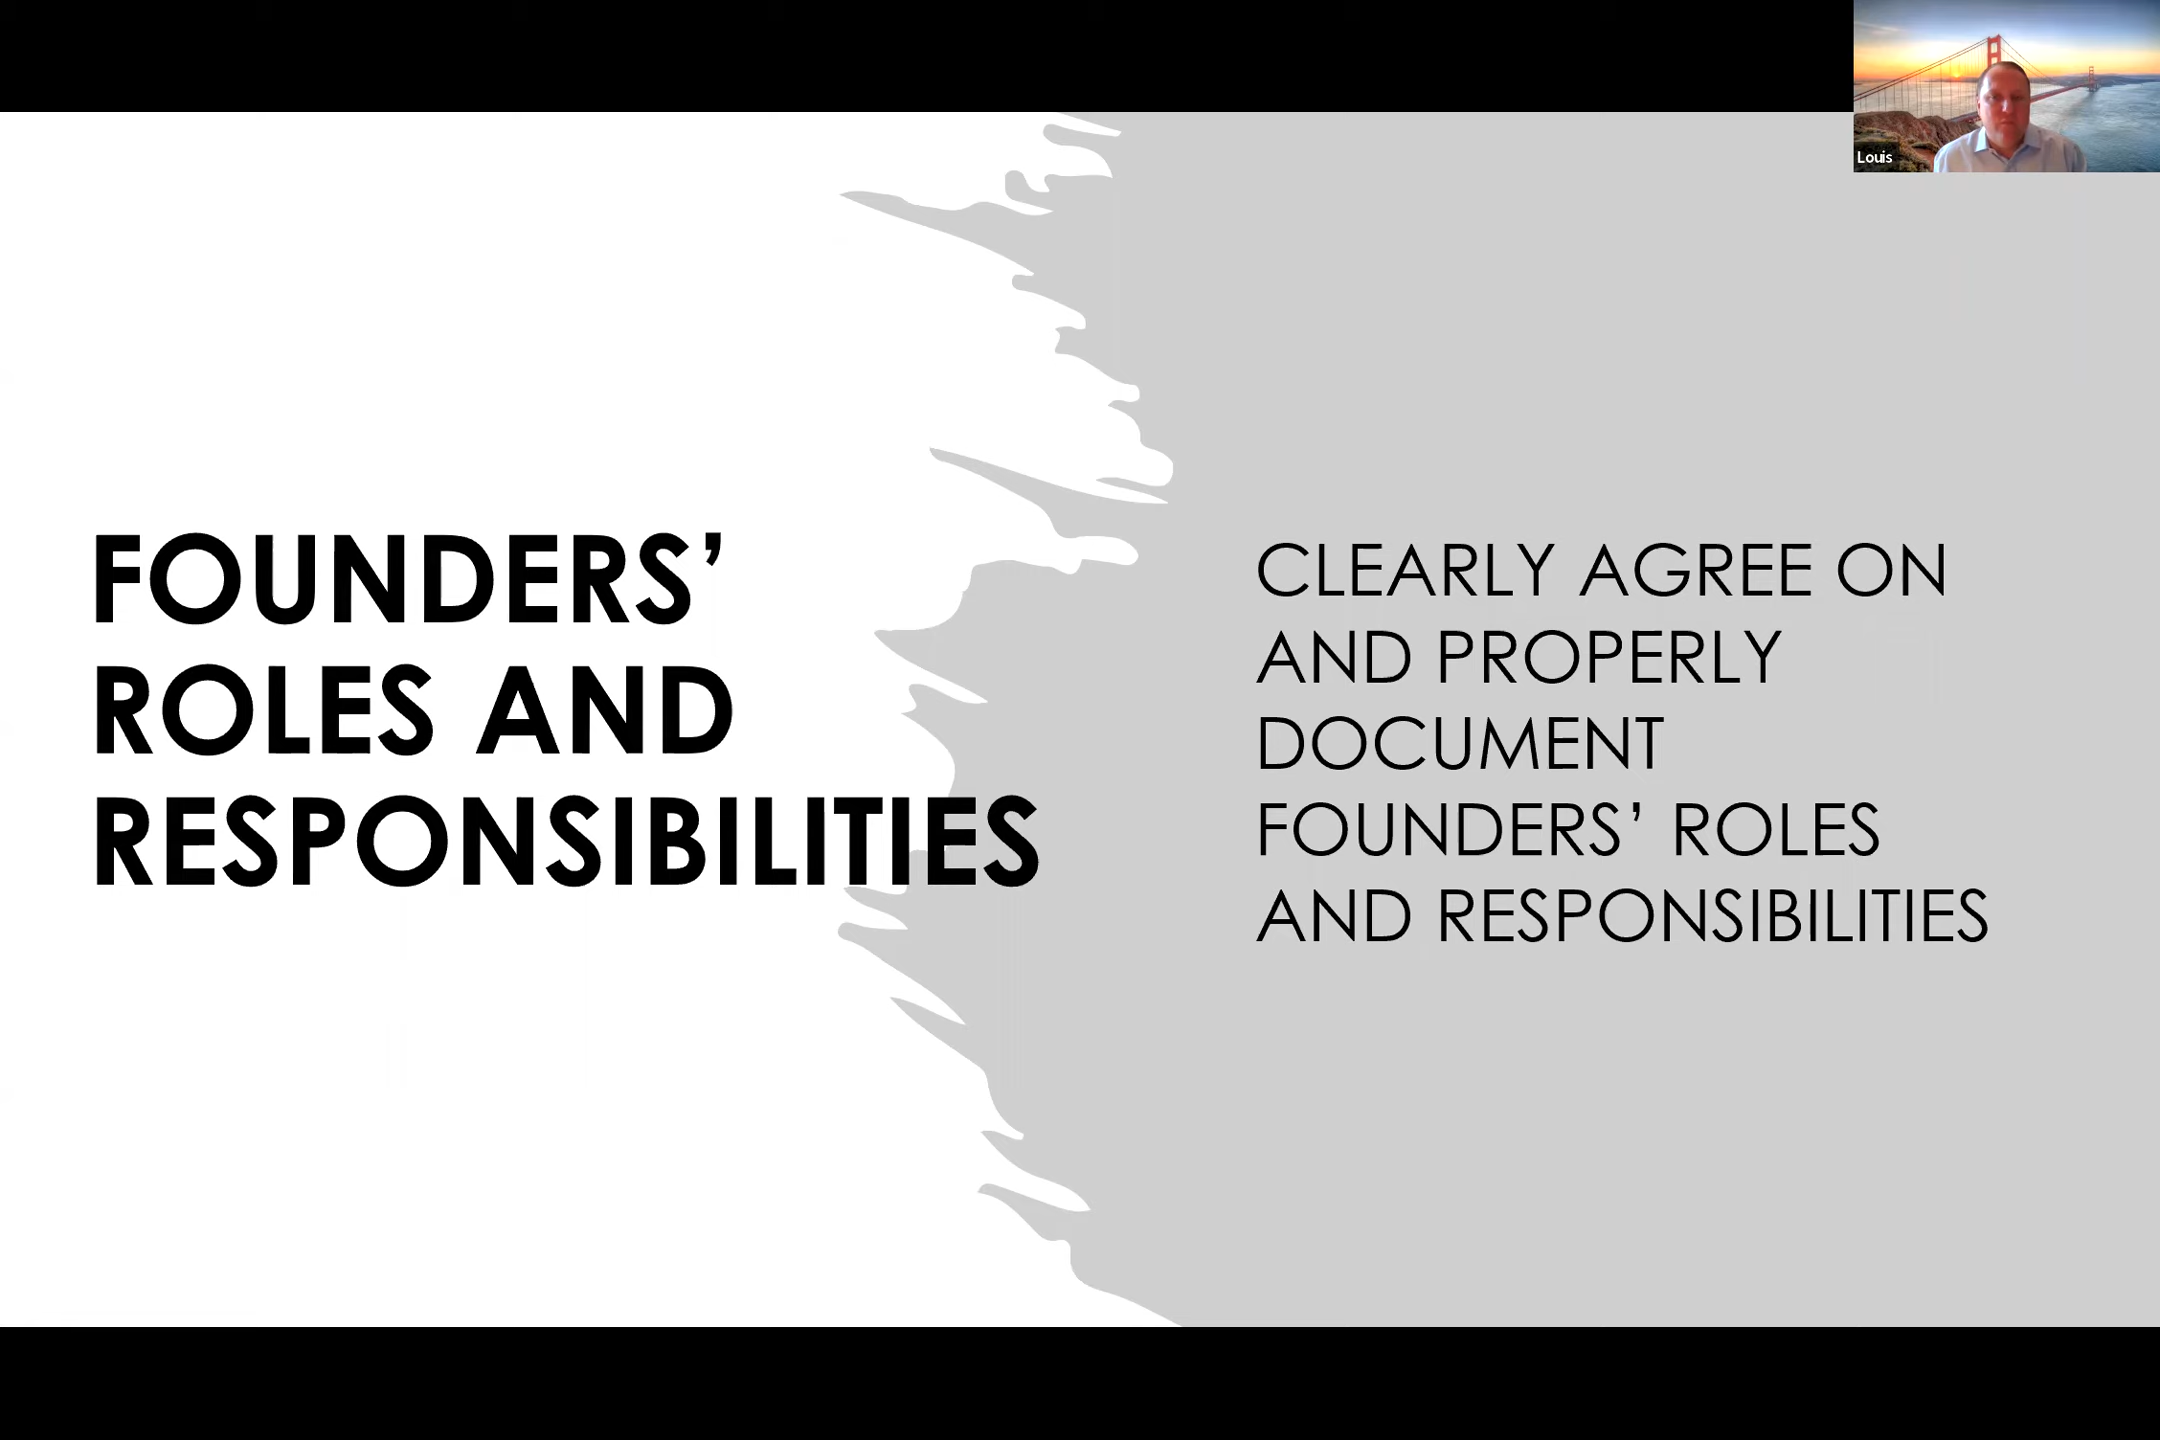 Louis
FOUNDERS’
ROLES AND
RESPONSIBILITIES
CLEARLY AGREE ON
AND PROPERLY
DOCUMENT
FOUNDERS’ ROLES
AND RESPONSIBILITIES